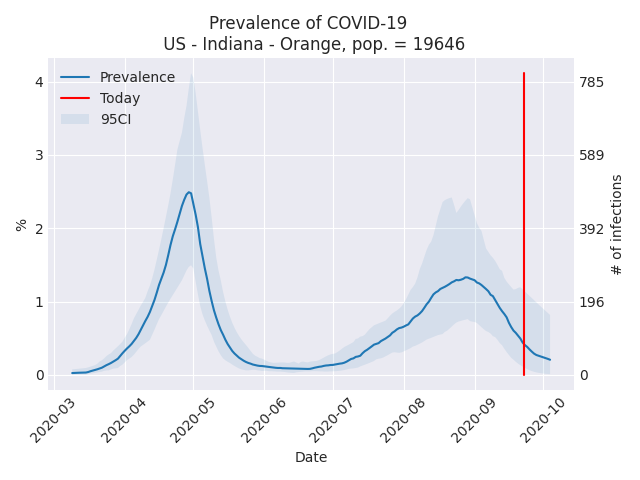 Prevalence of COVID-19
US - Indiana - Orange, pop. = 19646
Prevalence
Today
95CI
4
3
2
1
0
%
785
589
392
196
0
# of infections
2020-03
2020-04
2020-05
2020-06
2020-07
2020-08
2020-09
2020-10
Date